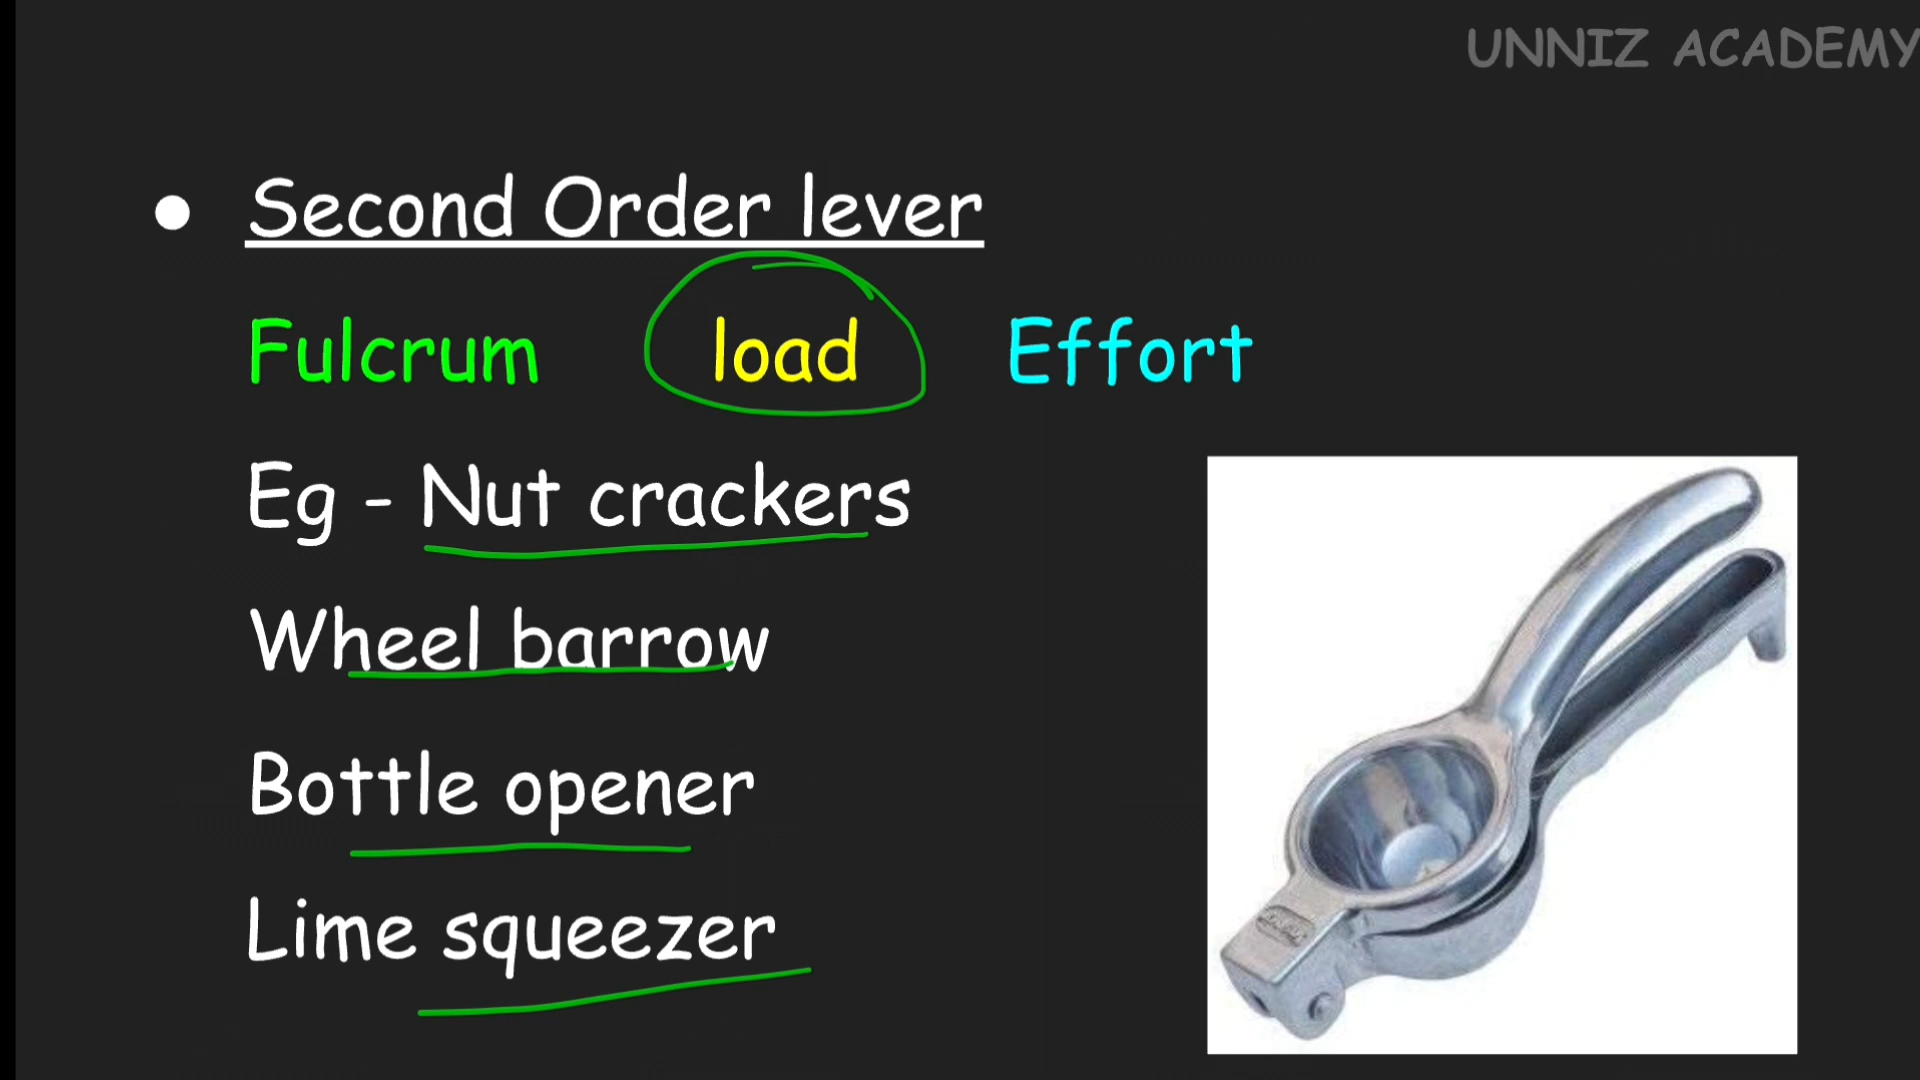 UNNIZ ACADEMY
● Second Order lever
Fulcrum load Effort
Eg - Nut crackers
Wheel barrow
Bottle opener
Lime squeezer